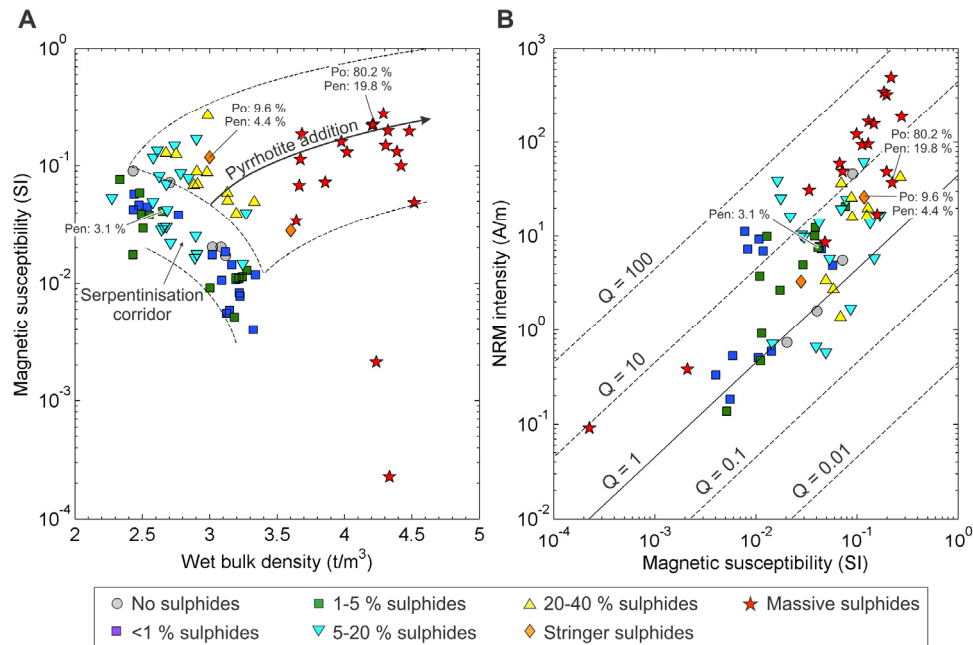 A
Magnetic susceptibility (SI)
10^0
10^-1
10^-2
10^-3
10^-4
2
2.5
3
3.5
4
4.5
5
Wet bulk density (t/m^3)
Po: 80.2 %
Pen: 19.8 %
Po: 9.6 %
Pen: 4.4 %
Pyrrhotite addition
Pen: 3.1 %
Serpentinisation
corridor
B
NRM intensity (A/m)
10^3
10^2
10^1
10^0
10^-1
10^-2
10^-4
10^-3
10^-2
10^-1
10^0
Magnetic susceptibility (SI)
Po: 80.2 %
Pen: 19.8 %
Pen: 3.1 %
Po: 9.6 %
Pen: 4.4 %
Q = 100
Q = 10
Q = 1
Q = 0.1
Q = 0.01
No sulphides
1-5 % sulphides
20-40 % sulphides
Massive sulphides
<1 % sulphides
5-20 % sulphides
Stringer sulphides